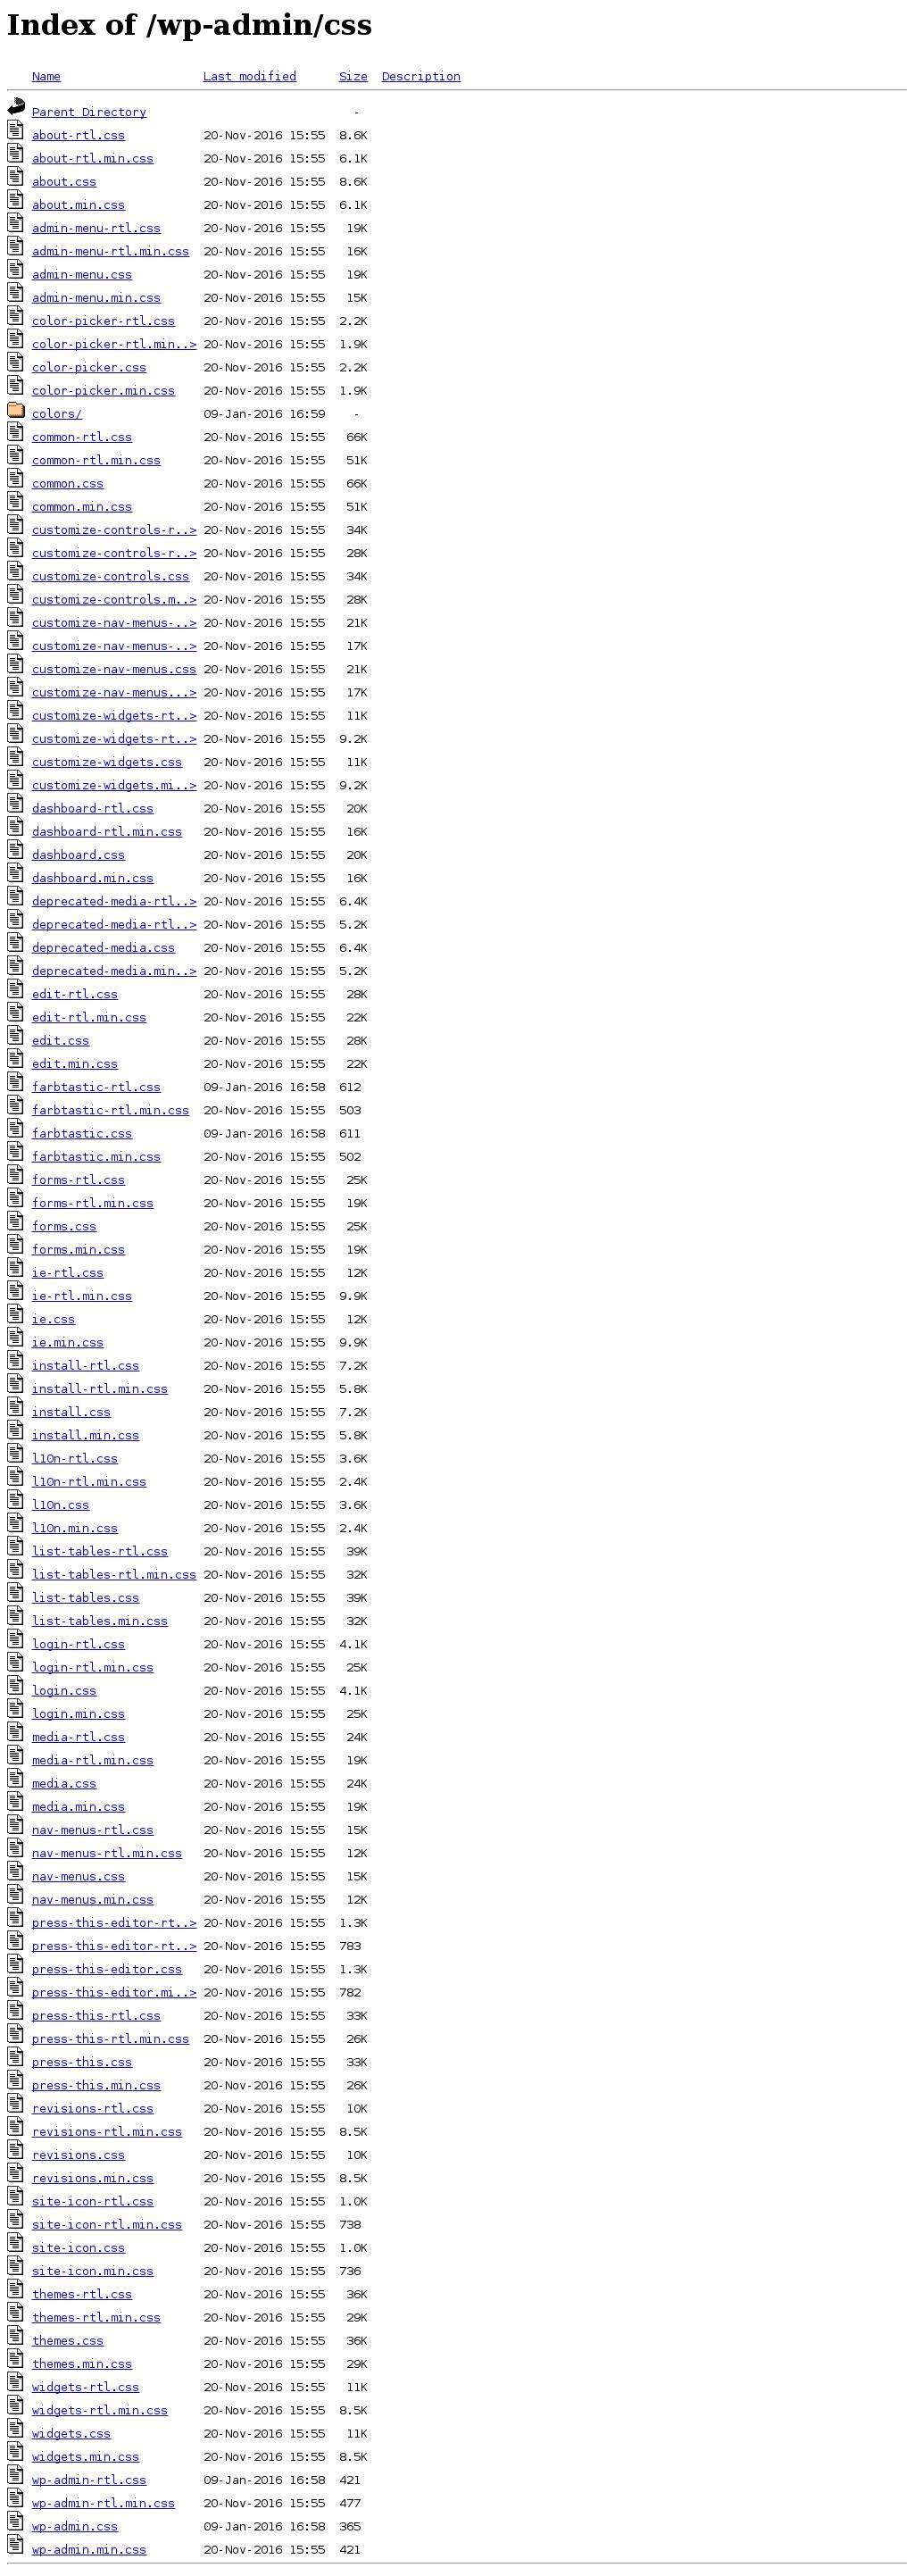 Index of /wp-admin/css
Name Last modified Size Description
Parent Directory -
about-rtl.css 20-Nov-2016 15:55 8.6K
about-rtl.min.css 20-Nov-2016 15:55 6.1K
about.css 20-Nov-2016 15:55 8.6K
about.min.css 20-Nov-2016 15:55 6.1K
admin-menu-rtl.css 20-Nov-2016 15:55 19K
admin-menu-rtl.min.css 20-Nov-2016 15:55 16K
admin-menu.css 20-Nov-2016 15:55 19K
admin-menu.min.css 20-Nov-2016 15:55 15K
color-picker-rtl.css 20-Nov-2016 15:55 2.2K
color-picker-rtl.min..> 20-Nov-2016 15:55 1.9K
color-picker.css 20-Nov-2016 15:55 2.2K
color-picker.min.css 20-Nov-2016 15:55 1.9K
colors/ 09-Jan-2016 16:59 -
common-rtl.css 20-Nov-2016 15:55 66K
common-rtl.min.css 20-Nov-2016 15:55 51K
common.css 20-Nov-2016 15:55 66K
common.min.css 20-Nov-2016 15:55 51K
customize-controls-r..> 20-Nov-2016 15:55 34K
customize-controls-r..> 20-Nov-2016 15:55 28K
customize-controls.css 20-Nov-2016 15:55 34K
customize-controls.m..> 20-Nov-2016 15:55 28K
customize-nav-menus-..> 20-Nov-2016 15:55 21K
customize-nav-menus-..> 20-Nov-2016 15:55 17K
customize-nav-menus.css 20-Nov-2016 15:55 21K
customize-nav-menus...> 20-Nov-2016 15:55 17K
customize-widgets-rt..> 20-Nov-2016 15:55 11K
customize-widgets-rt..> 20-Nov-2016 15:55 9.2K
customize-widgets.css 20-Nov-2016 15:55 11K
customize-widgets.mi..> 20-Nov-2016 15:55 9.2K
dashboard-rtl.css 20-Nov-2016 15:55 20K
dashboard-rtl.min.css 20-Nov-2016 15:55 16K
dashboard.css 20-Nov-2016 15:55 20K
dashboard.min.css 20-Nov-2016 15:55 16K
deprecated-media-rtl..> 20-Nov-2016 15:55 6.4K
deprecated-media-rtl..> 20-Nov-2016 15:55 5.2K
deprecated-media.css 20-Nov-2016 15:55 6.4K
deprecated-media.min..> 20-Nov-2016 15:55 5.2K
edit-rtl.css 20-Nov-2016 15:55 28K
edit-rtl.min.css 20-Nov-2016 15:55 22K
edit.css 20-Nov-2016 15:55 28K
edit.min.css 20-Nov-2016 15:55 22K
farbtastic-rtl.css 09-Jan-2016 16:58 612
farbtastic-rtl.min.css 20-Nov-2016 15:55 503
farbtastic.css 09-Jan-2016 16:58 611
farbtastic.min.css 20-Nov-2016 15:55 502
forms-rtl.css 20-Nov-2016 15:55 25K
forms-rtl.min.css 20-Nov-2016 15:55 19K
forms.css 20-Nov-2016 15:55 25K
forms.min.css 20-Nov-2016 15:55 19K
ie-rtl.css 20-Nov-2016 15:55 12K
ie-rtl.min.css 20-Nov-2016 15:55 9.9K
ie.css 20-Nov-2016 15:55 12K
ie.min.css 20-Nov-2016 15:55 9.9K
install-rtl.css 20-Nov-2016 15:55 7.2K
install-rtl.min.css 20-Nov-2016 15:55 5.8K
install.css 20-Nov-2016 15:55 7.2K
install.min.css 20-Nov-2016 15:55 5.8K
l10n-rtl.css 20-Nov-2016 15:55 3.6K
l10n-rtl.min.css 20-Nov-2016 15:55 2.4K
l10n.css 20-Nov-2016 15:55 3.6K
l10n.min.css 20-Nov-2016 15:55 2.4K
list-tables-rtl.css 20-Nov-2016 15:55 39K
list-tables-rtl.min.css 20-Nov-2016 15:55 32K
list-tables.css 20-Nov-2016 15:55 39K
list-tables.min.css 20-Nov-2016 15:55 32K
login-rtl.css 20-Nov-2016 15:55 4.1K
login-rtl.min.css 20-Nov-2016 15:55 25K
login.css 20-Nov-2016 15:55 4.1K
login.min.css 20-Nov-2016 15:55 25K
media-rtl.css 20-Nov-2016 15:55 24K
media-rtl.min.css 20-Nov-2016 15:55 19K
media.css 20-Nov-2016 15:55 24K
media.min.css 20-Nov-2016 15:55 19K
nav-menus-rtl.css 20-Nov-2016 15:55 15K
nav-menus-rtl.min.css 20-Nov-2016 15:55 12K
nav-menus.css 20-Nov-2016 15:55 15K
nav-menus.min.css 20-Nov-2016 15:55 12K
press-this-editor-rt..> 20-Nov-2016 15:55 1.3K
press-this-editor-rt..> 20-Nov-2016 15:55 783
press-this-editor.css 20-Nov-2016 15:55 1.3K
press-this-editor.mi..> 20-Nov-2016 15:55 782
press-this-rtl.css 20-Nov-2016 15:55 33K
press-this-rtl.min.css 20-Nov-2016 15:55 26K
press-this.css 20-Nov-2016 15:55 33K
press-this.min.css 20-Nov-2016 15:55 26K
revisions-rtl.css 20-Nov-2016 15:55 10K
revisions-rtl.min.css 20-Nov-2016 15:55 8.5K
revisions.css 20-Nov-2016 15:55 10K
revisions.min.css 20-Nov-2016 15:55 8.5K
site-icon-rtl.css 20-Nov-2016 15:55 1.0K
site-icon-rtl.min.css 20-Nov-2016 15:55 738
site-icon.css 20-Nov-2016 15:55 1.0K
site-icon.min.css 20-Nov-2016 15:55 736
themes-rtl.css 20-Nov-2016 15:55 36K
themes-rtl.min.css 20-Nov-2016 15:55 29K
themes.css 20-Nov-2016 15:55 36K
themes.min.css 20-Nov-2016 15:55 29K
widgets-rtl.css 20-Nov-2016 15:55 11K
widgets-rtl.min.css 20-Nov-2016 15:55 8.5K
widgets.css 20-Nov-2016 15:55 11K
widgets.min.css 20-Nov-2016 15:55 8.5K
wp-admin-rtl.css 09-Jan-2016 16:58 421
wp-admin-rtl.min.css 20-Nov-2016 15:55 477
wp-admin.css 09-Jan-2016 16:58 365
wp-admin.min.css 20-Nov-2016 15:55 421